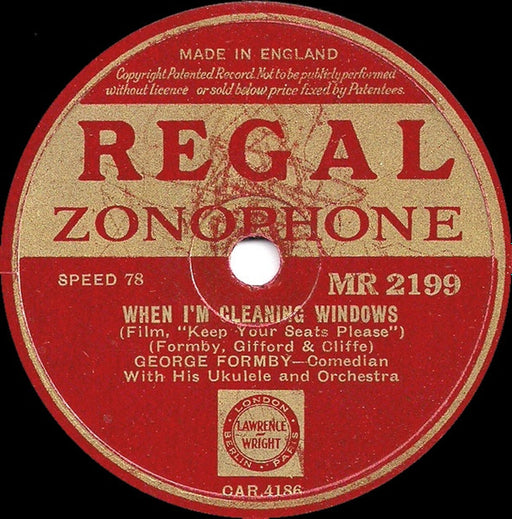 MADE IN ENGLAND
Copyright Patented Record. Not to be publicly performed
without licence or sold below price fixed by Patentees.
REGAL
ZONOPHONE
SPEED 78
MR 2199
WHEN I'M CLEANING WINDOWS
(Film, "Keep Your Seats Please")
(Formby, Gifford & Cliffe)
GEORGE FORMBY—Comedian
With His Ukulele and Orchestra
LONDON
LAWRENCE
WRIGHT
BERLIN PARIS
CAR.4186